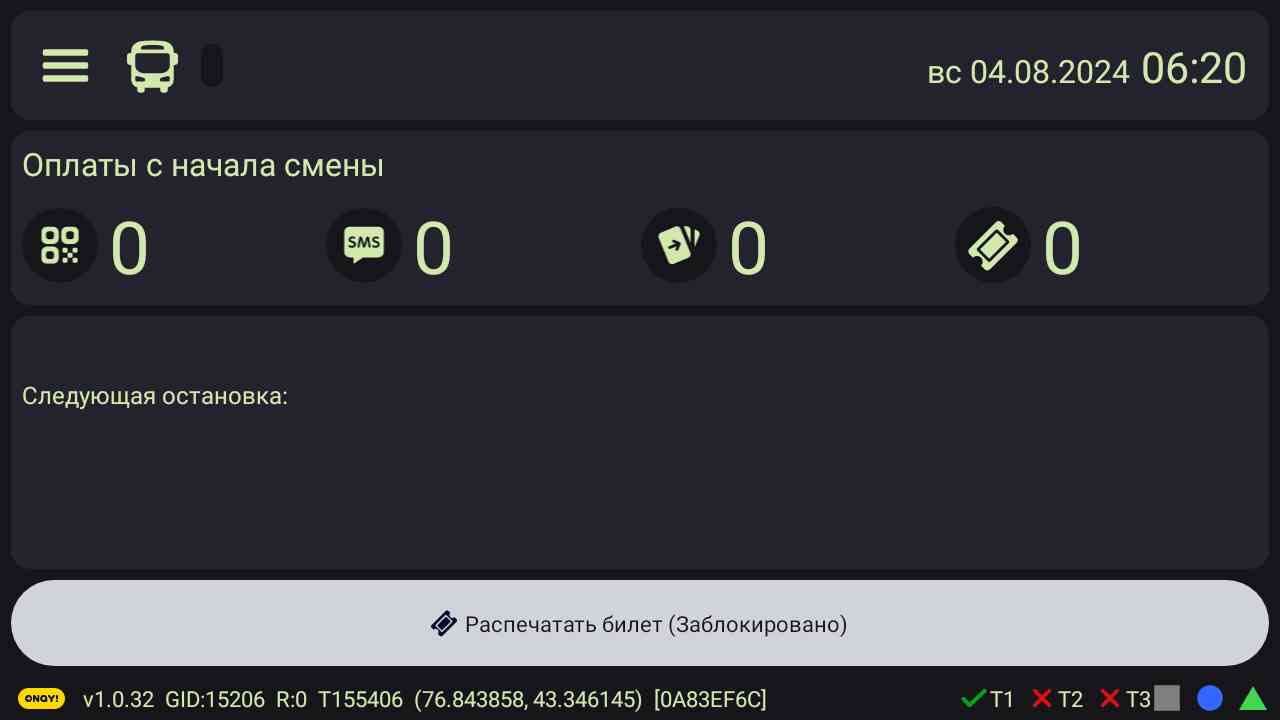 вс 04.08.2024 06:20
Оплаты с начала смены
0 SMS 0 0 0
Следующая остановка:
Распечатать билет (Заблокировано)
ONAY! v1.0.32 GID:15206 R:0 T155406 (76.843858, 43.346145) [0A83EF6C] T1 T2 T3